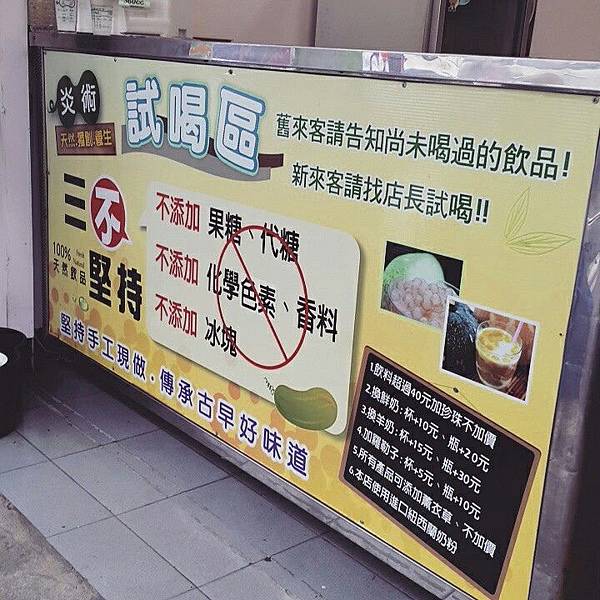 炎術
天然.獨創.養生
試喝區
舊來客請告知尚未喝過的飲品!
新來客請找店長試喝!!
三不堅持
100%
天然飲品
Fresh
Natural
不添加 果糖、代糖
不添加 化學色素、香料
不添加 冰塊
堅持手工現做.傳承古早好味道
1.飲料超過40元加珍珠不加價
2.換鮮奶:杯+10元、瓶+20元
3.換羊奶:杯+15元、瓶+30元
4.加羅勒子:杯+5元、瓶+10元
5.所有產品可添加薰衣草、不加價
6.本店使用進口紐西蘭奶粉